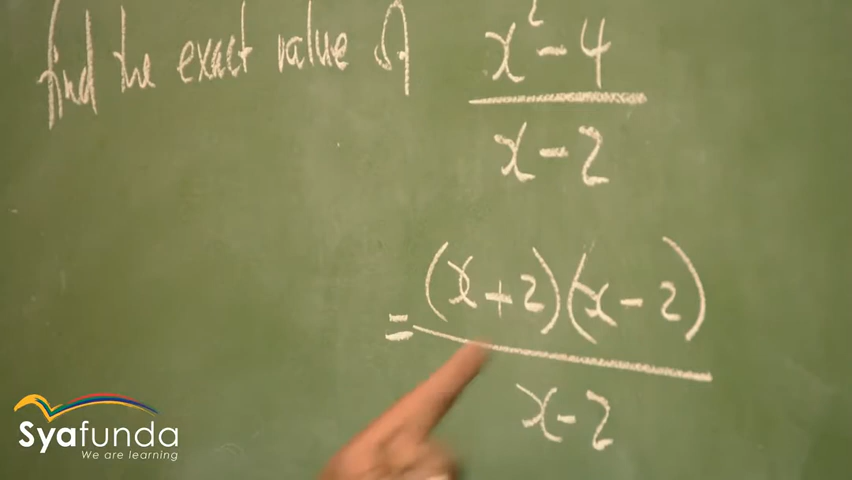 find the exact value of
x² - 4
x - 2
= (x + 2)(x - 2)
x - 2
Syafunda
We are learning